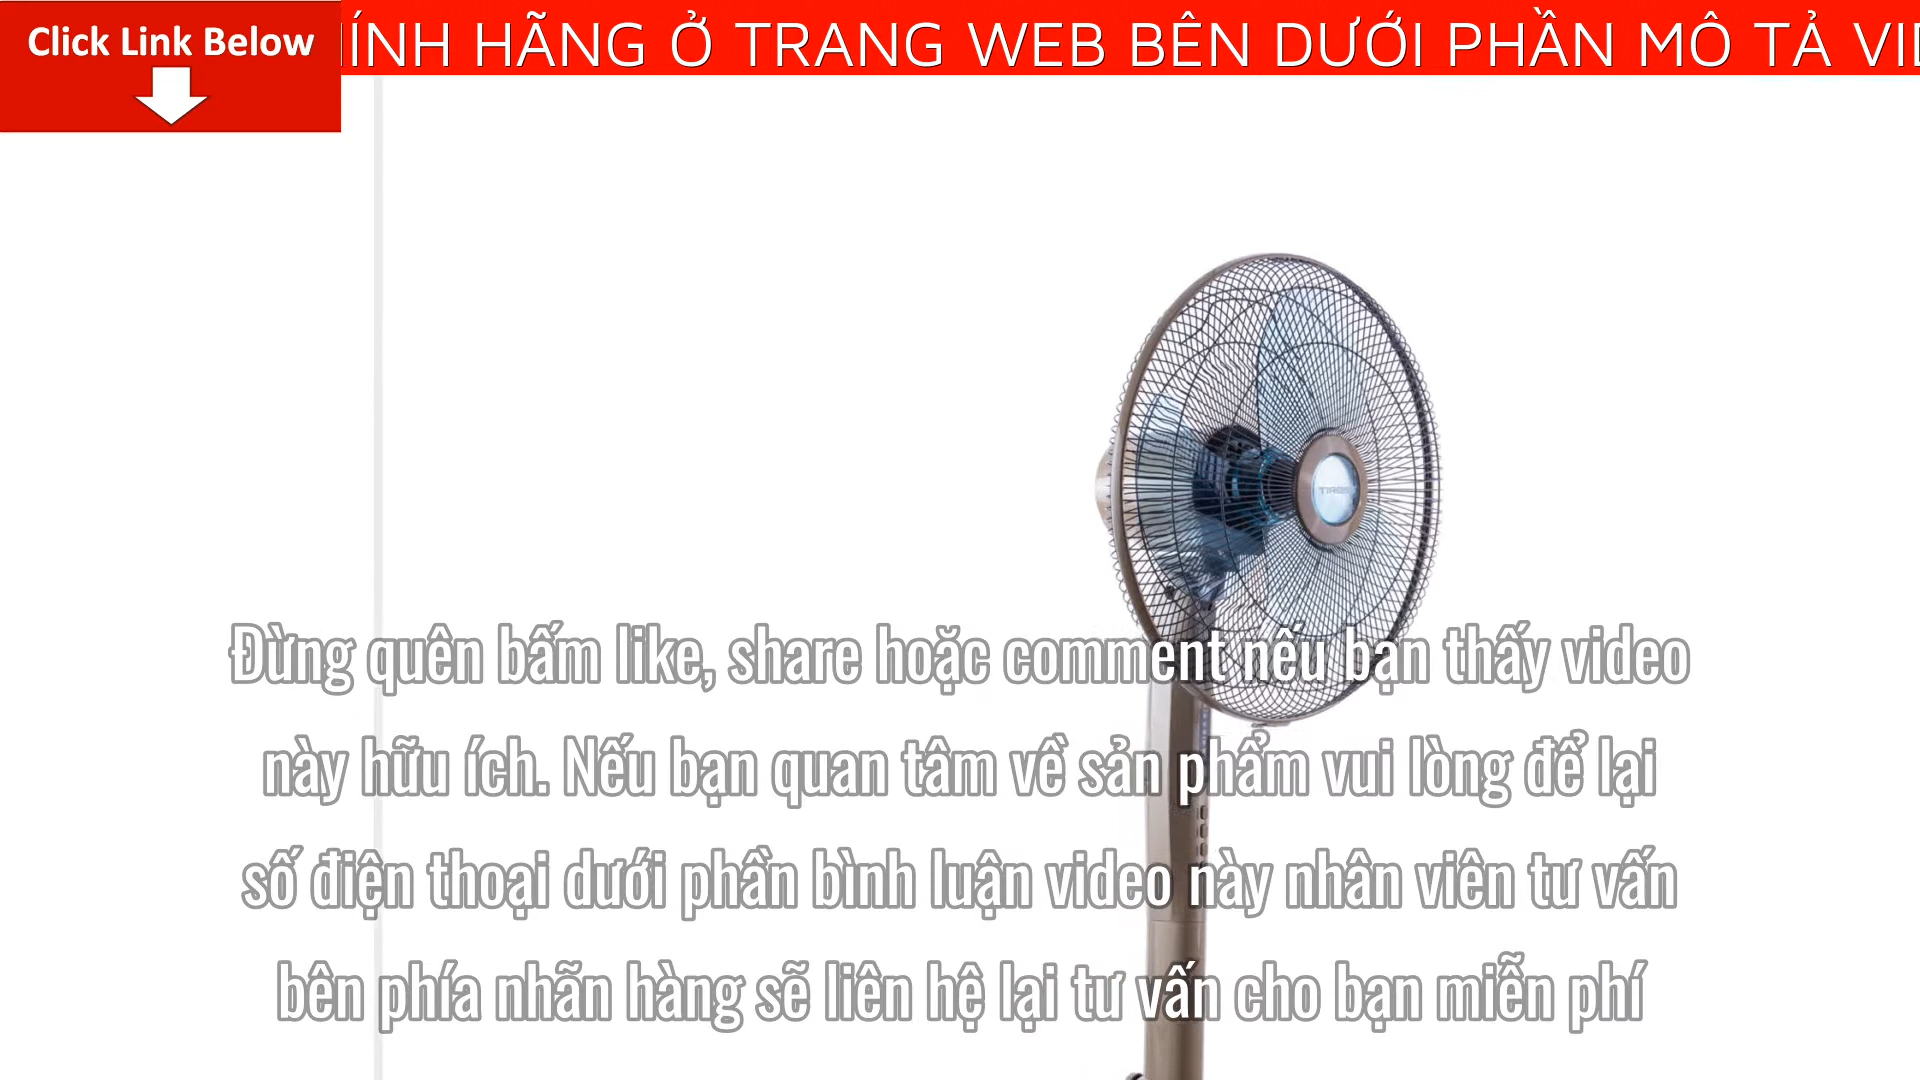 Click Link Below
ÍNH HÃNG Ở TRANG WEB BÊN DƯỚI PHẦN MÔ TẢ
Đừng quên bấm like, share hoặc comment nếu bạn thấy video
này hữu ích. Nếu bạn quan tâm về sản phẩm vui lòng để lại
số điện thoại dưới phần bình luận video này nhân viên tư vấn
bên phía nhãn hàng sẽ liên hệ lại tư vấn cho bạn miễn phí